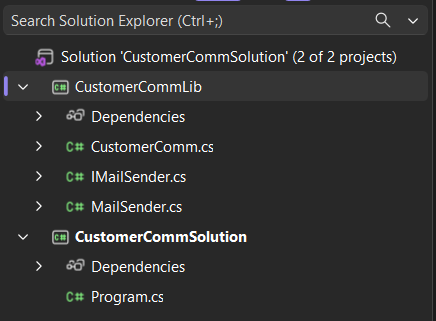 Search Solution Explorer (Ctrl+;)
Solution 'CustomerCommSolution' (2 of 2 projects)
C# CustomerCommLib
Dependencies
C# CustomerComm.cs
C# IMailSender.cs
C# MailSender.cs
C# CustomerCommSolution
Dependencies
C# Program.cs